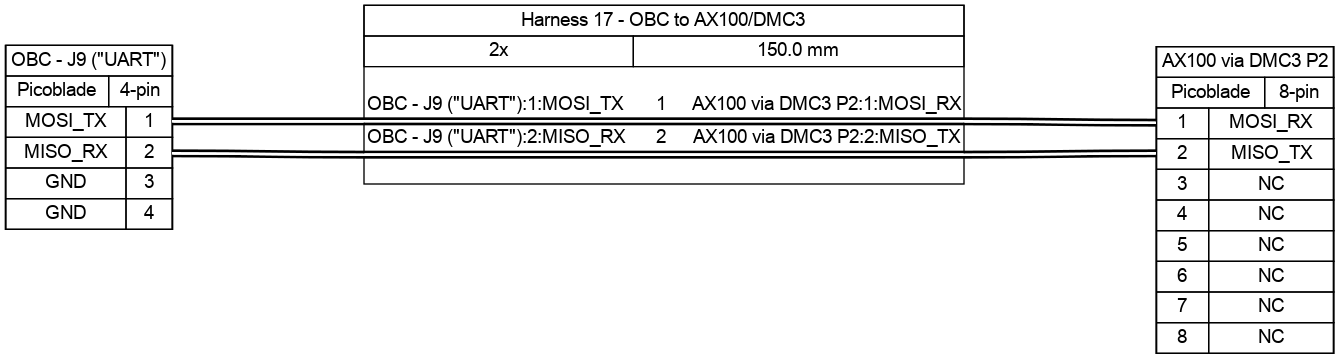 Harness 17 - OBC to AX100/DMC3
2x 150.0 mm
OBC - J9 ("UART")
Picoblade 4-pin
MOSI_TX 1
MISO_RX 2
GND 3
GND 4
OBC - J9 ("UART"):1:MOSI_TX 1 AX100 via DMC3 P2:1:MOSI_RX
OBC - J9 ("UART"):2:MISO_RX 2 AX100 via DMC3 P2:2:MISO_TX
AX100 via DMC3 P2
Picoblade 8-pin
1 MOSI_RX
2 MISO_TX
3 NC
4 NC
5 NC
6 NC
7 NC
8 NC